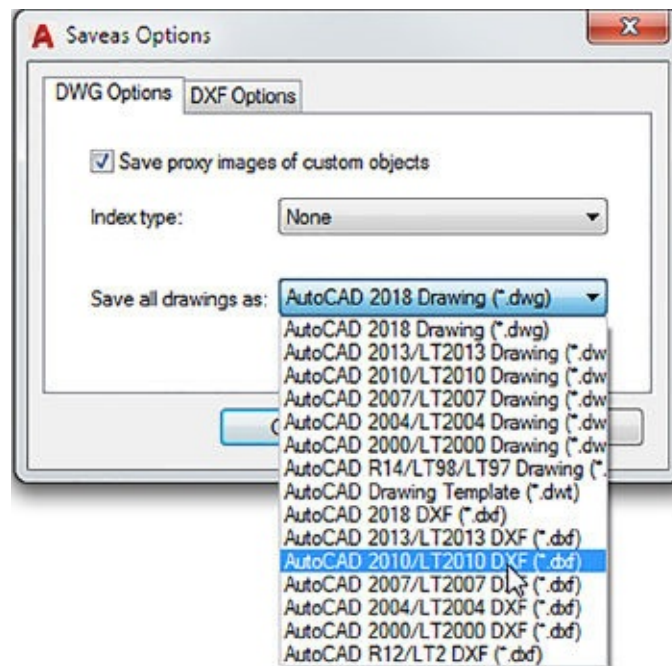 A Saveas Options
DWG Options DXF Options
Save proxy images of custom objects
Index type: None
Save all drawings as: AutoCAD 2018 Drawing (*.dwg)
AutoCAD 2018 Drawing (*.dwg)
AutoCAD 2013/LT2013 Drawing (*.dw
AutoCAD 2010/LT2010 Drawing (*.dw
AutoCAD 2007/LT2007 Drawing (*.dw
AutoCAD 2004/LT2004 Drawing (*.dw
AutoCAD 2000/LT2000 Drawing (*.dw
AutoCAD R14/LT98/LT97 Drawing (*.
AutoCAD Drawing Template (*.dwt)
AutoCAD 2018 DXF (*.dxf)
AutoCAD 2013/LT2013 DXF (*.dxf)
AutoCAD 2010/LT2010 DXF (*.dxf)
AutoCAD 2007/LT2007 DXF (*.dxf)
AutoCAD 2004/LT2004 DXF (*.dxf)
AutoCAD 2000/LT2000 DXF (*.dxf)
AutoCAD R12/LT2 DXF (*.dxf)